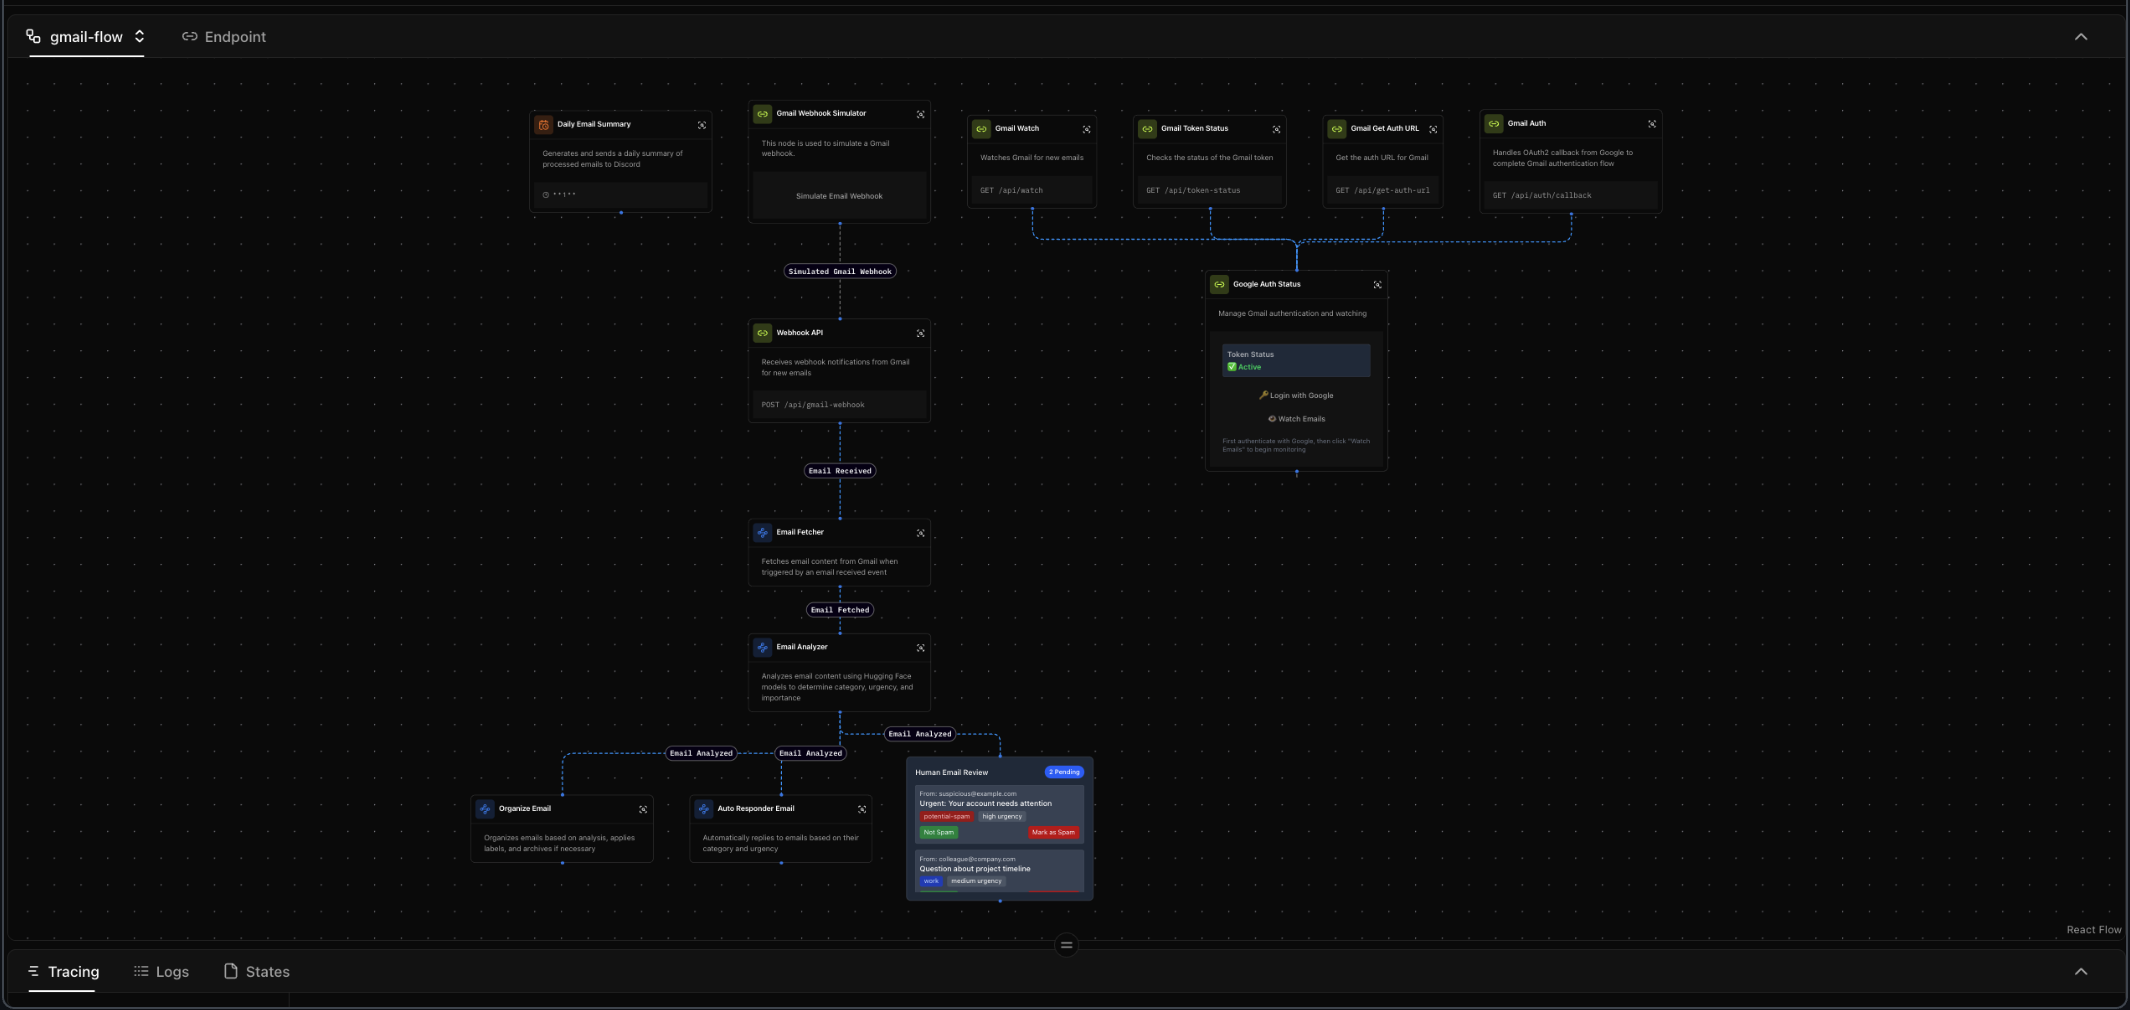 gmail-flow
Endpoint
Daily Email Summary
Generates and sends a daily summary of
processed emails to Discord
Gmail Webhook Simulator
This node is used to simulate a Gmail
webhook.
Simulate Email Webhook
Gmail Watch
Watches Gmail for new emails
GET /api/watch
Gmail Token Status
Checks the status of the Gmail token
GET /api/token-status
Gmail Get Auth URL
Get the auth URL for Gmail
GET /api/get-auth-url
Gmail Auth
Handles OAuth2 callback from Google to
complete Gmail authentication flow
GET /api/auth/callback
Simulated Gmail Webhook
Google Auth Status
Manage Gmail authentication and watching
Token Status
✅ Active
🔑 Login with Google
Watch Emails
First authenticate with Google, then click "Watch
Emails" to begin monitoring
Webhook API
Receives webhook notifications from Gmail
for new emails
POST /api/gmail-webhook
Email Received
Email Fetcher
Fetches email content from Gmail when
triggered by an email received event
Email Fetched
Email Analyzer
Analyzes email content using Hugging Face
models to determine category, urgency, and
importance
Email Analyzed
Email Analyzed
Email Analyzed
Organize Email
Organizes emails based on analysis, applies
labels, and archives if necessary
Auto Responder Email
Automatically replies to emails based on their
category and urgency
Human Email Review
2 Pending
From: suspicious@example.com
Urgent: Your account needs attention
potential-spam
high urgency
Not Spam
Mark as Spam
From: colleague@company.com
Question about project timeline
work
medium urgency
React Flow
Tracing
Logs
States